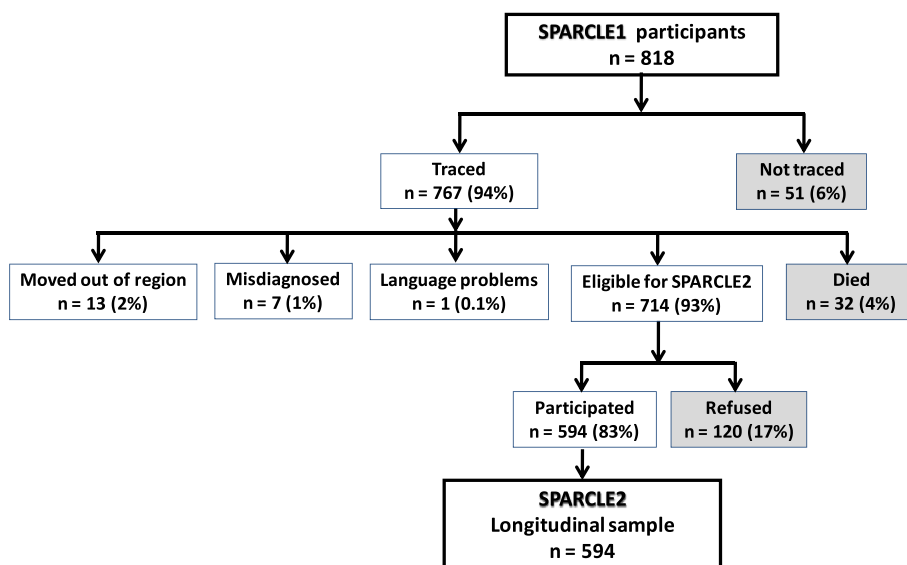 SPARCLE1 participants
n = 818
Traced
n = 767 (94%)
Not traced
n = 51 (6%)
Moved out of region
n = 13 (2%)
Misdiagnosed
n = 7 (1%)
Language problems
n = 1 (0.1%)
Eligible for SPARCLE2
n = 714 (93%)
Died
n = 32 (4%)
Participated
n = 594 (83%)
Refused
n = 120 (17%)
SPARCLE2
Longitudinal sample
n = 594